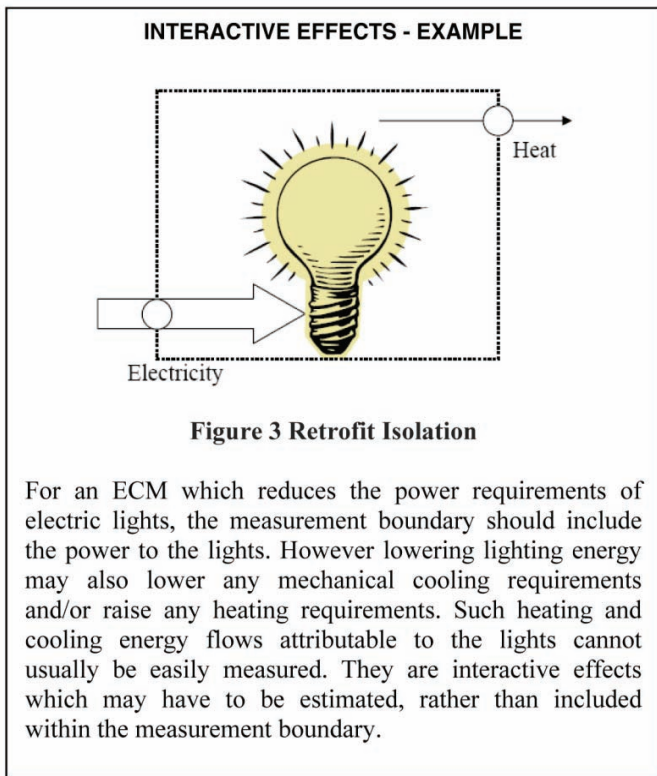 INTERACTIVE EFFECTS - EXAMPLE
Heat
Electricity
Figure 3 Retrofit Isolation
For an ECM which reduces the power requirements of
electric lights, the measurement boundary should include
the power to the lights. However lowering lighting energy
may also lower any mechanical cooling requirements
and/or raise any heating requirements. Such heating and
cooling energy flows attributable to the lights cannot
usually be easily measured. They are interactive effects
which may have to be estimated, rather than included
within the measurement boundary.